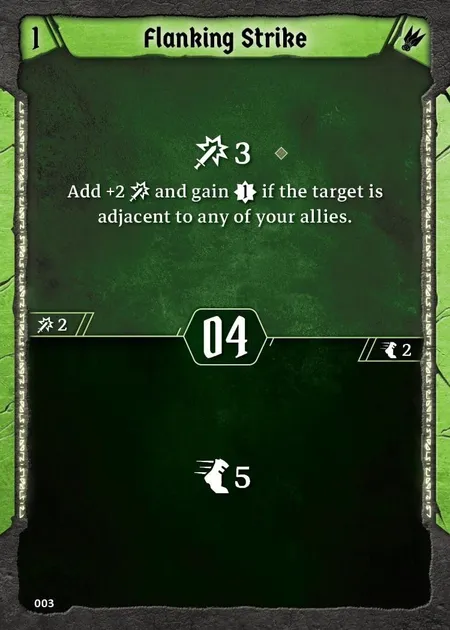 1
Flanking Strike
3
Add +2 and gain 1 if the target is
adjacent to any of your allies.
2
04
2
5
003